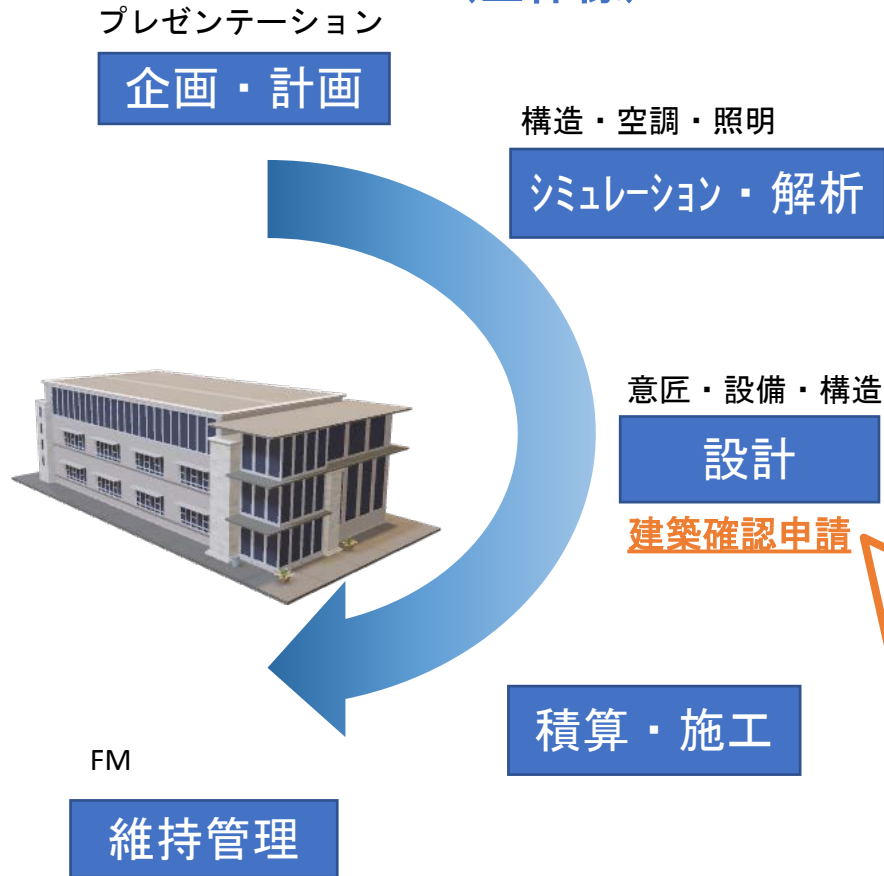 プレゼンテーション
企画・計画
構造・空調・照明
ｼﾐｭﾚｰｼｮﾝ・解析
意匠・設備・構造
設計
建築確認申請
積算・施工
FM
維持管理